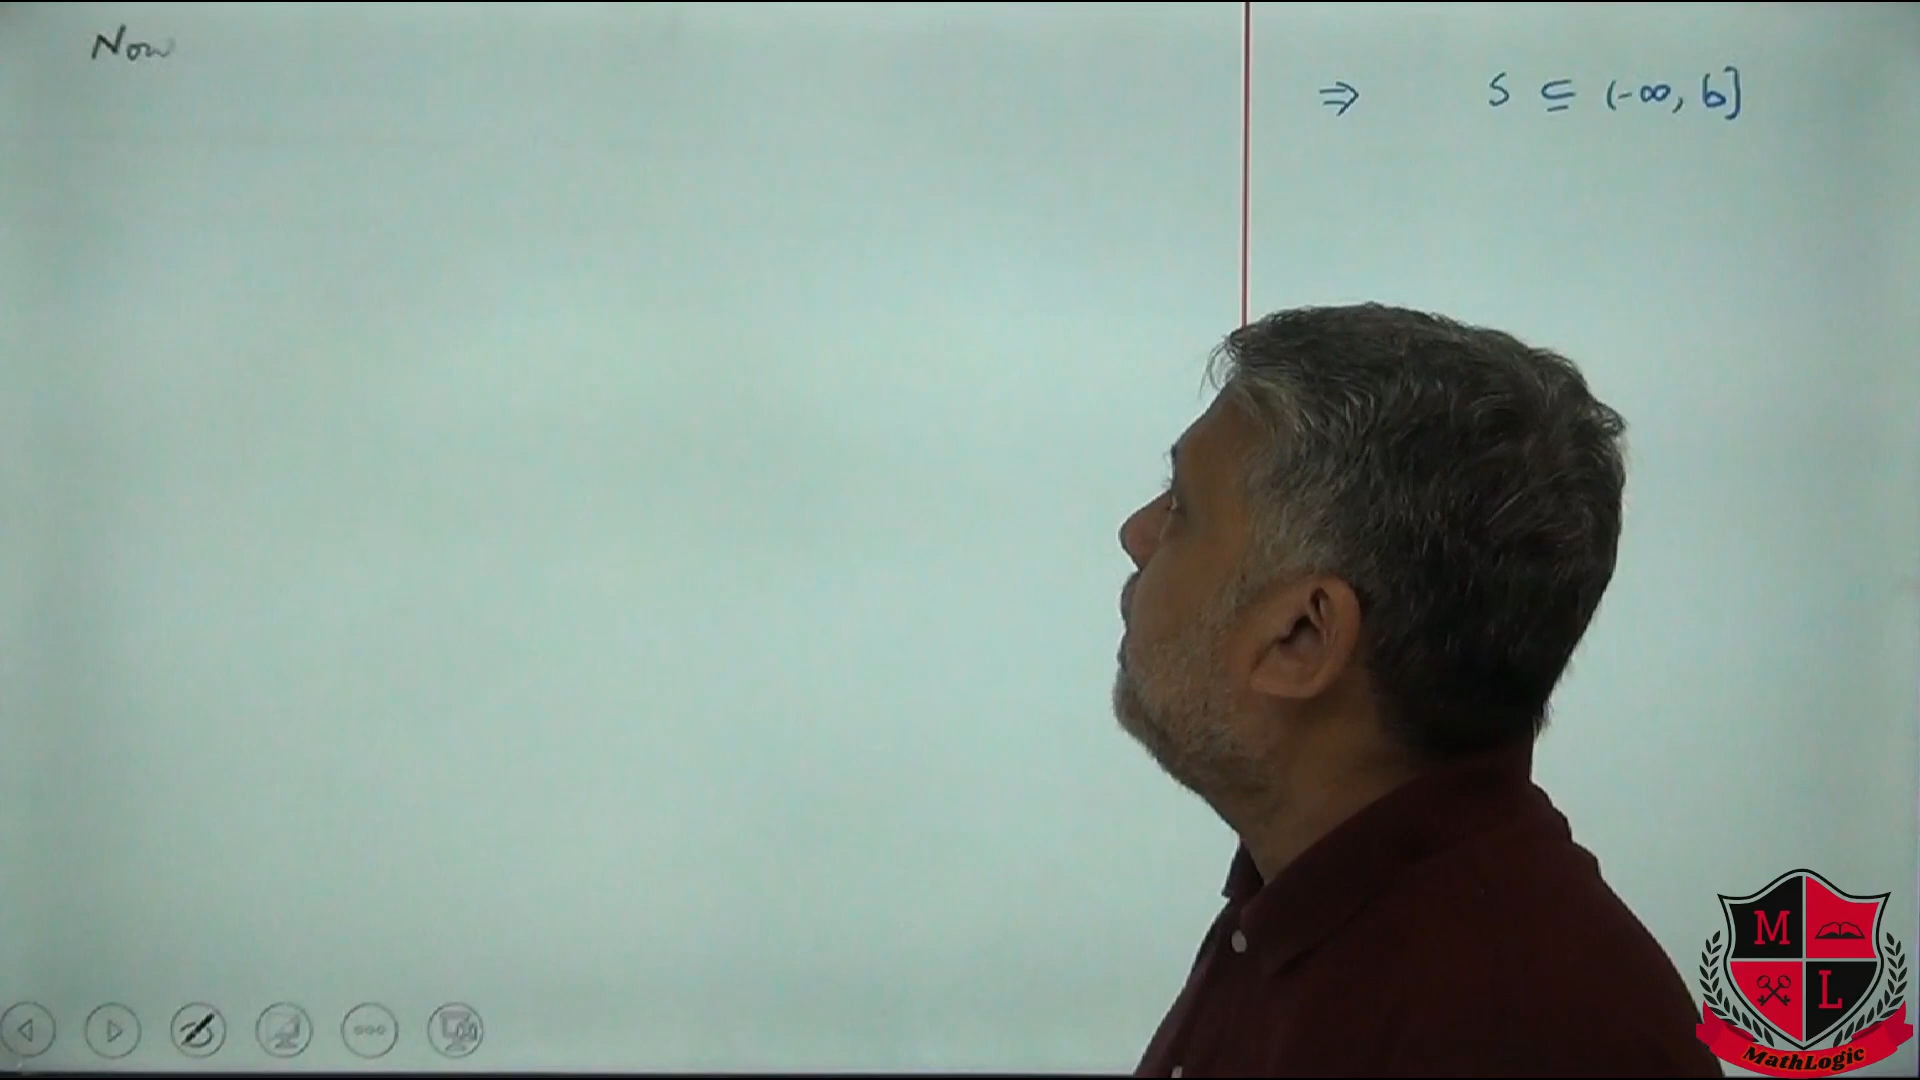 Now
⇒ S ⊆ (-∞, b]
M
L
MathLogic